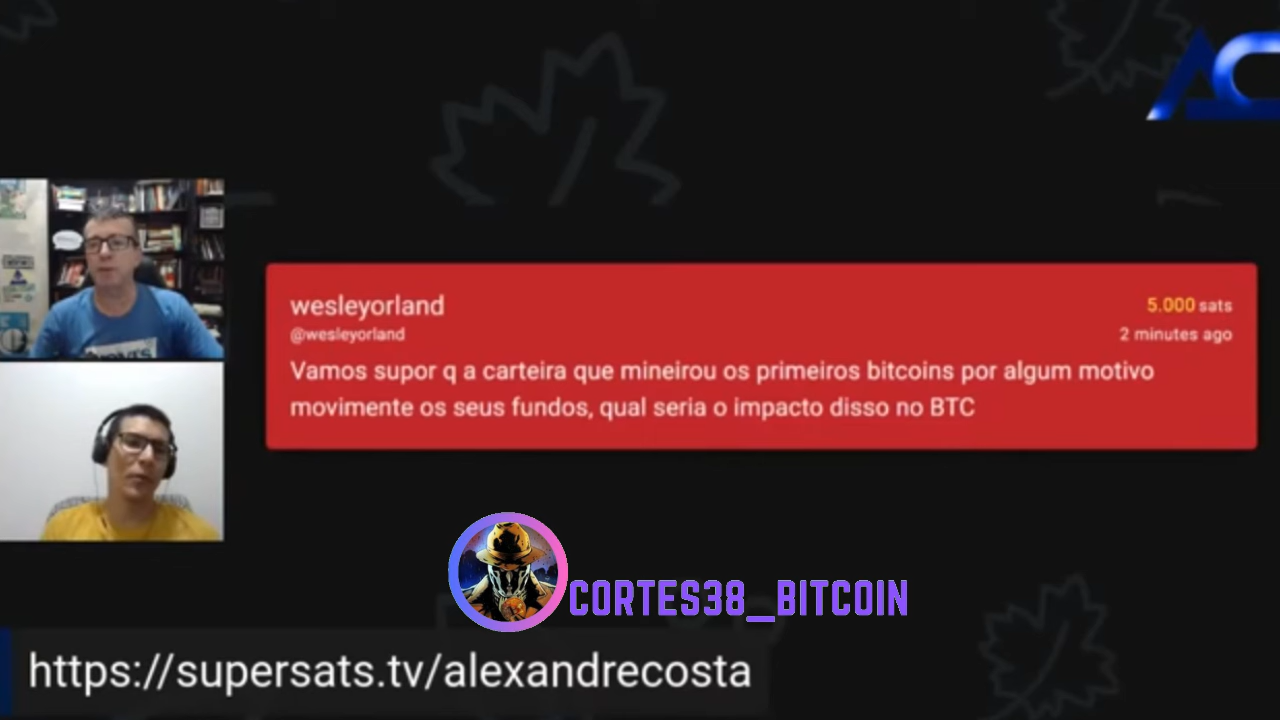 AC
wesleyorland
5.000 sats
@wesleyorland
2 minutes ago
Vamos supor q a carteira que mineirou os primeiros bitcoins por algum motivo
movimente os seus fundos, qual seria o impacto disso no BTC
CORTES38_BITCOIN
https://supersats.tv/alexandrecosta